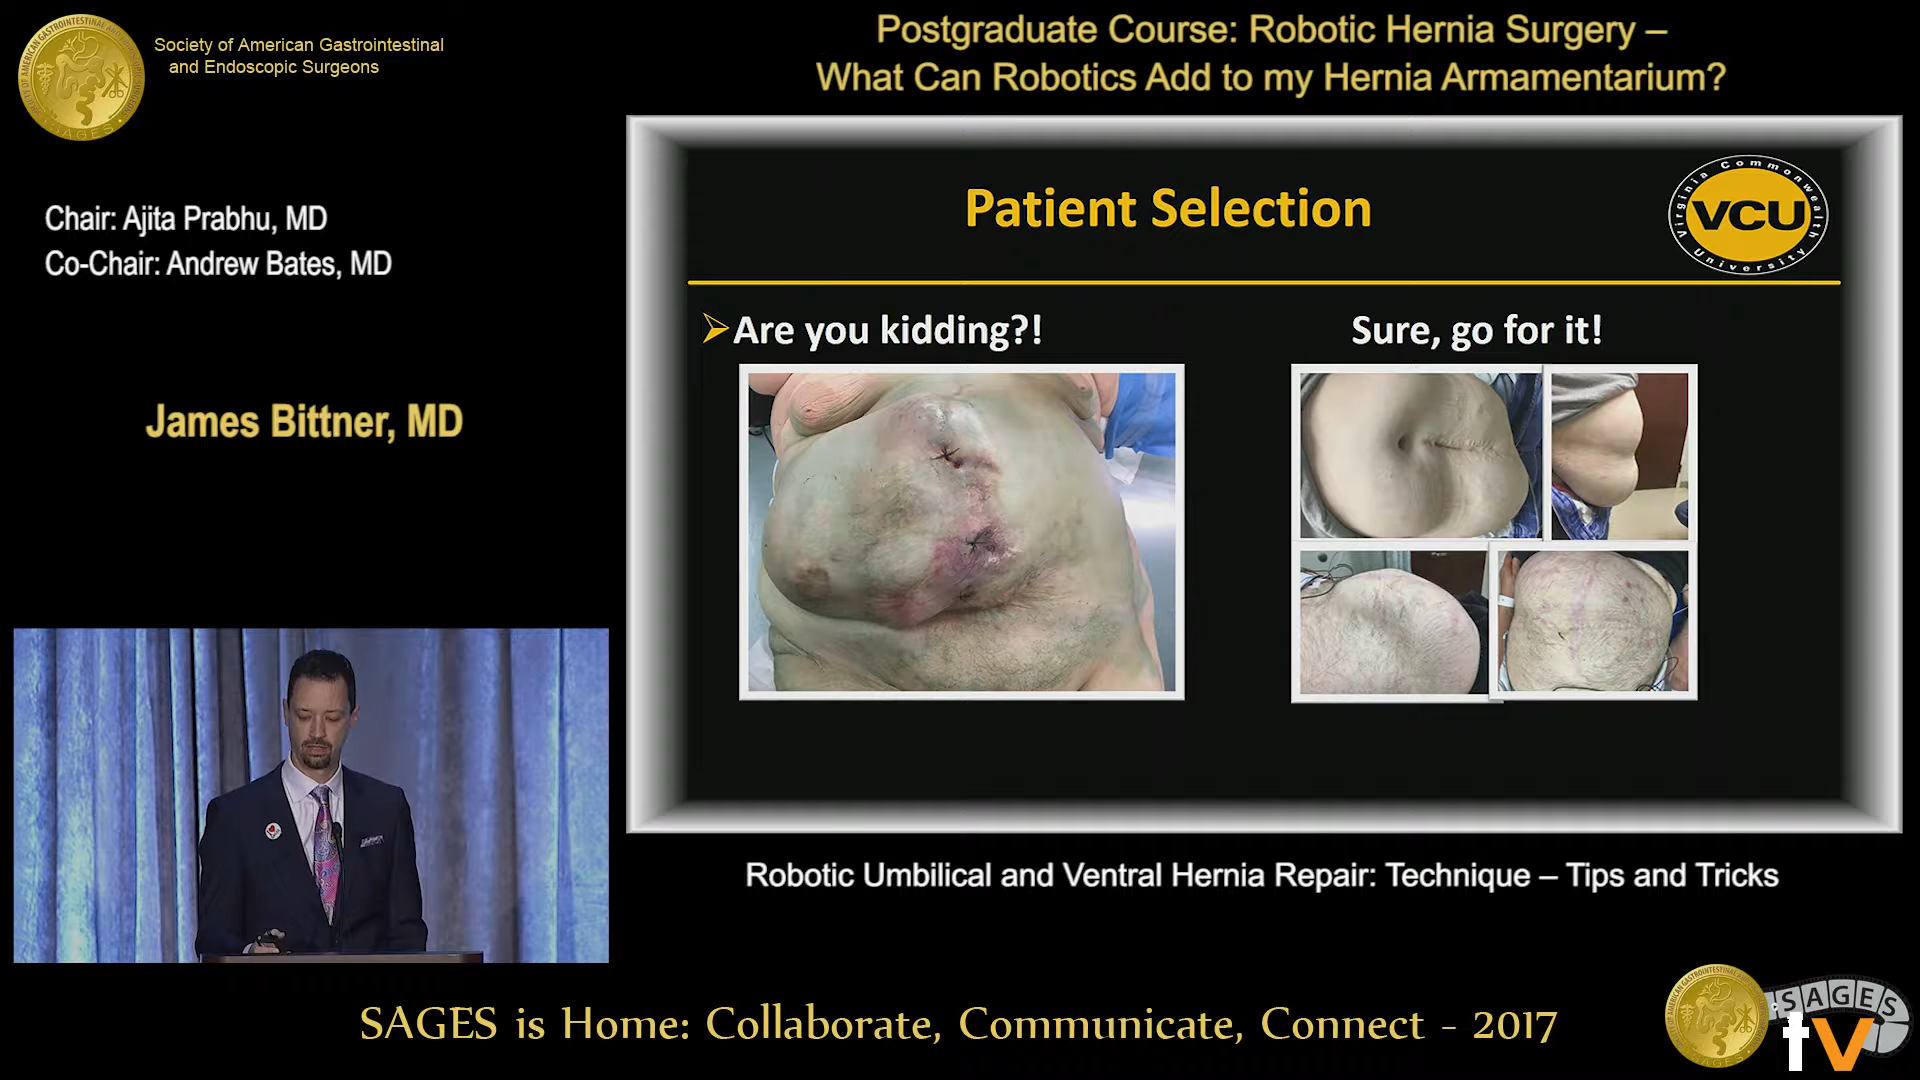 Society of American Gastrointestinal
and Endoscopic Surgeons
Postgraduate Course: Robotic Hernia Surgery –
What Can Robotics Add to my Hernia Armamentarium?
Chair: Ajita Prabhu, MD
Co-Chair: Andrew Bates, MD
James Bittner, MD
Patient Selection
Virginia Commonwealth
VCU
University
Are you kidding?!
Sure, go for it!
Robotic Umbilical and Ventral Hernia Repair: Technique – Tips and Tricks
SAGES is Home: Collaborate, Communicate, Connect - 2017
SAGES
tv